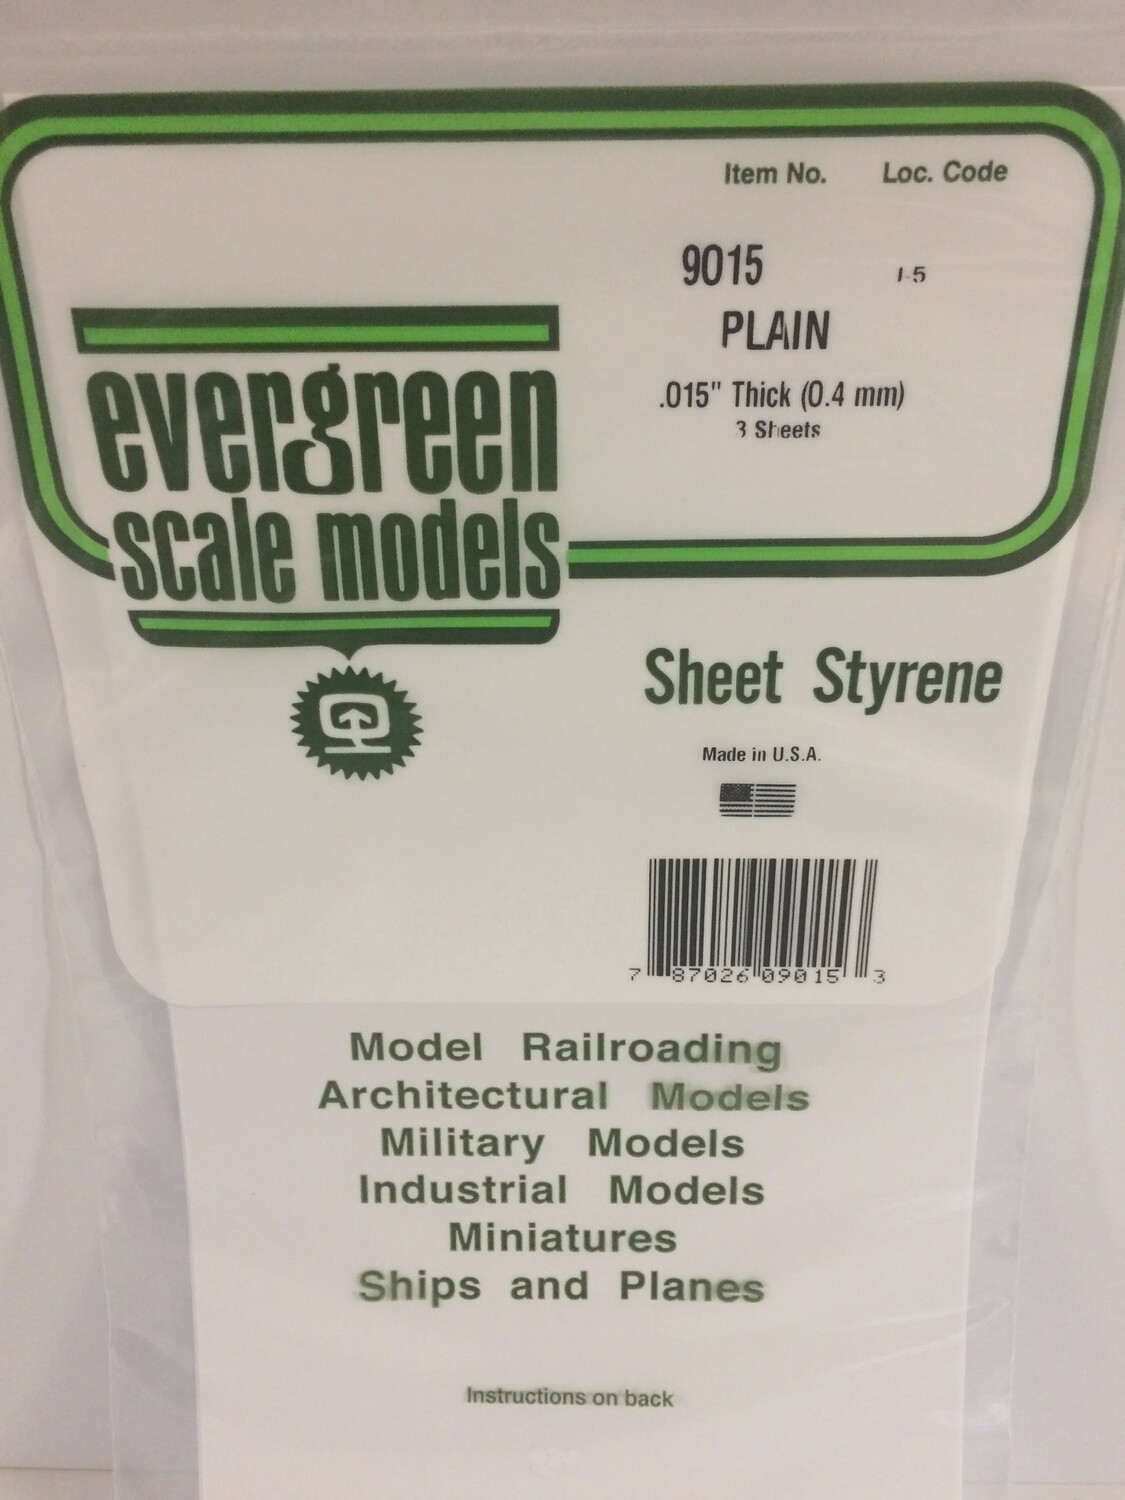 Item No. Loc. Code
9015 I-5
PLAIN
.015" Thick (0.4 mm)
3 Sheets
evergreen
scale models
Sheet Styrene
Made in U.S.A.
7 87026 09015 3
Model Railroading
Architectural Models
Military Models
Industrial Models
Miniatures
Ships and Planes
Instructions on back